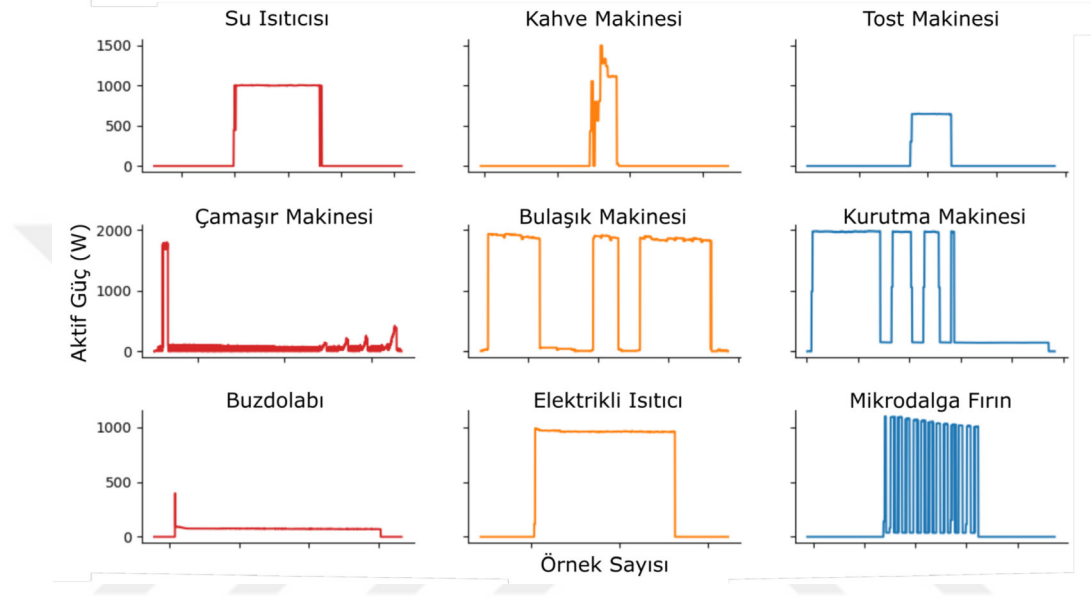 Su Isıtıcısı Kahve Makinesi Tost Makinesi
1500
1000
500
0
Çamaşır Makinesi Bulaşık Makinesi Kurutma Makinesi
2000
1000
0
Aktif Güç (W)
Buzdolabı Elektrikli Isıtıcı Mikrodalga Fırın
1000
500
0
Örnek Sayısı